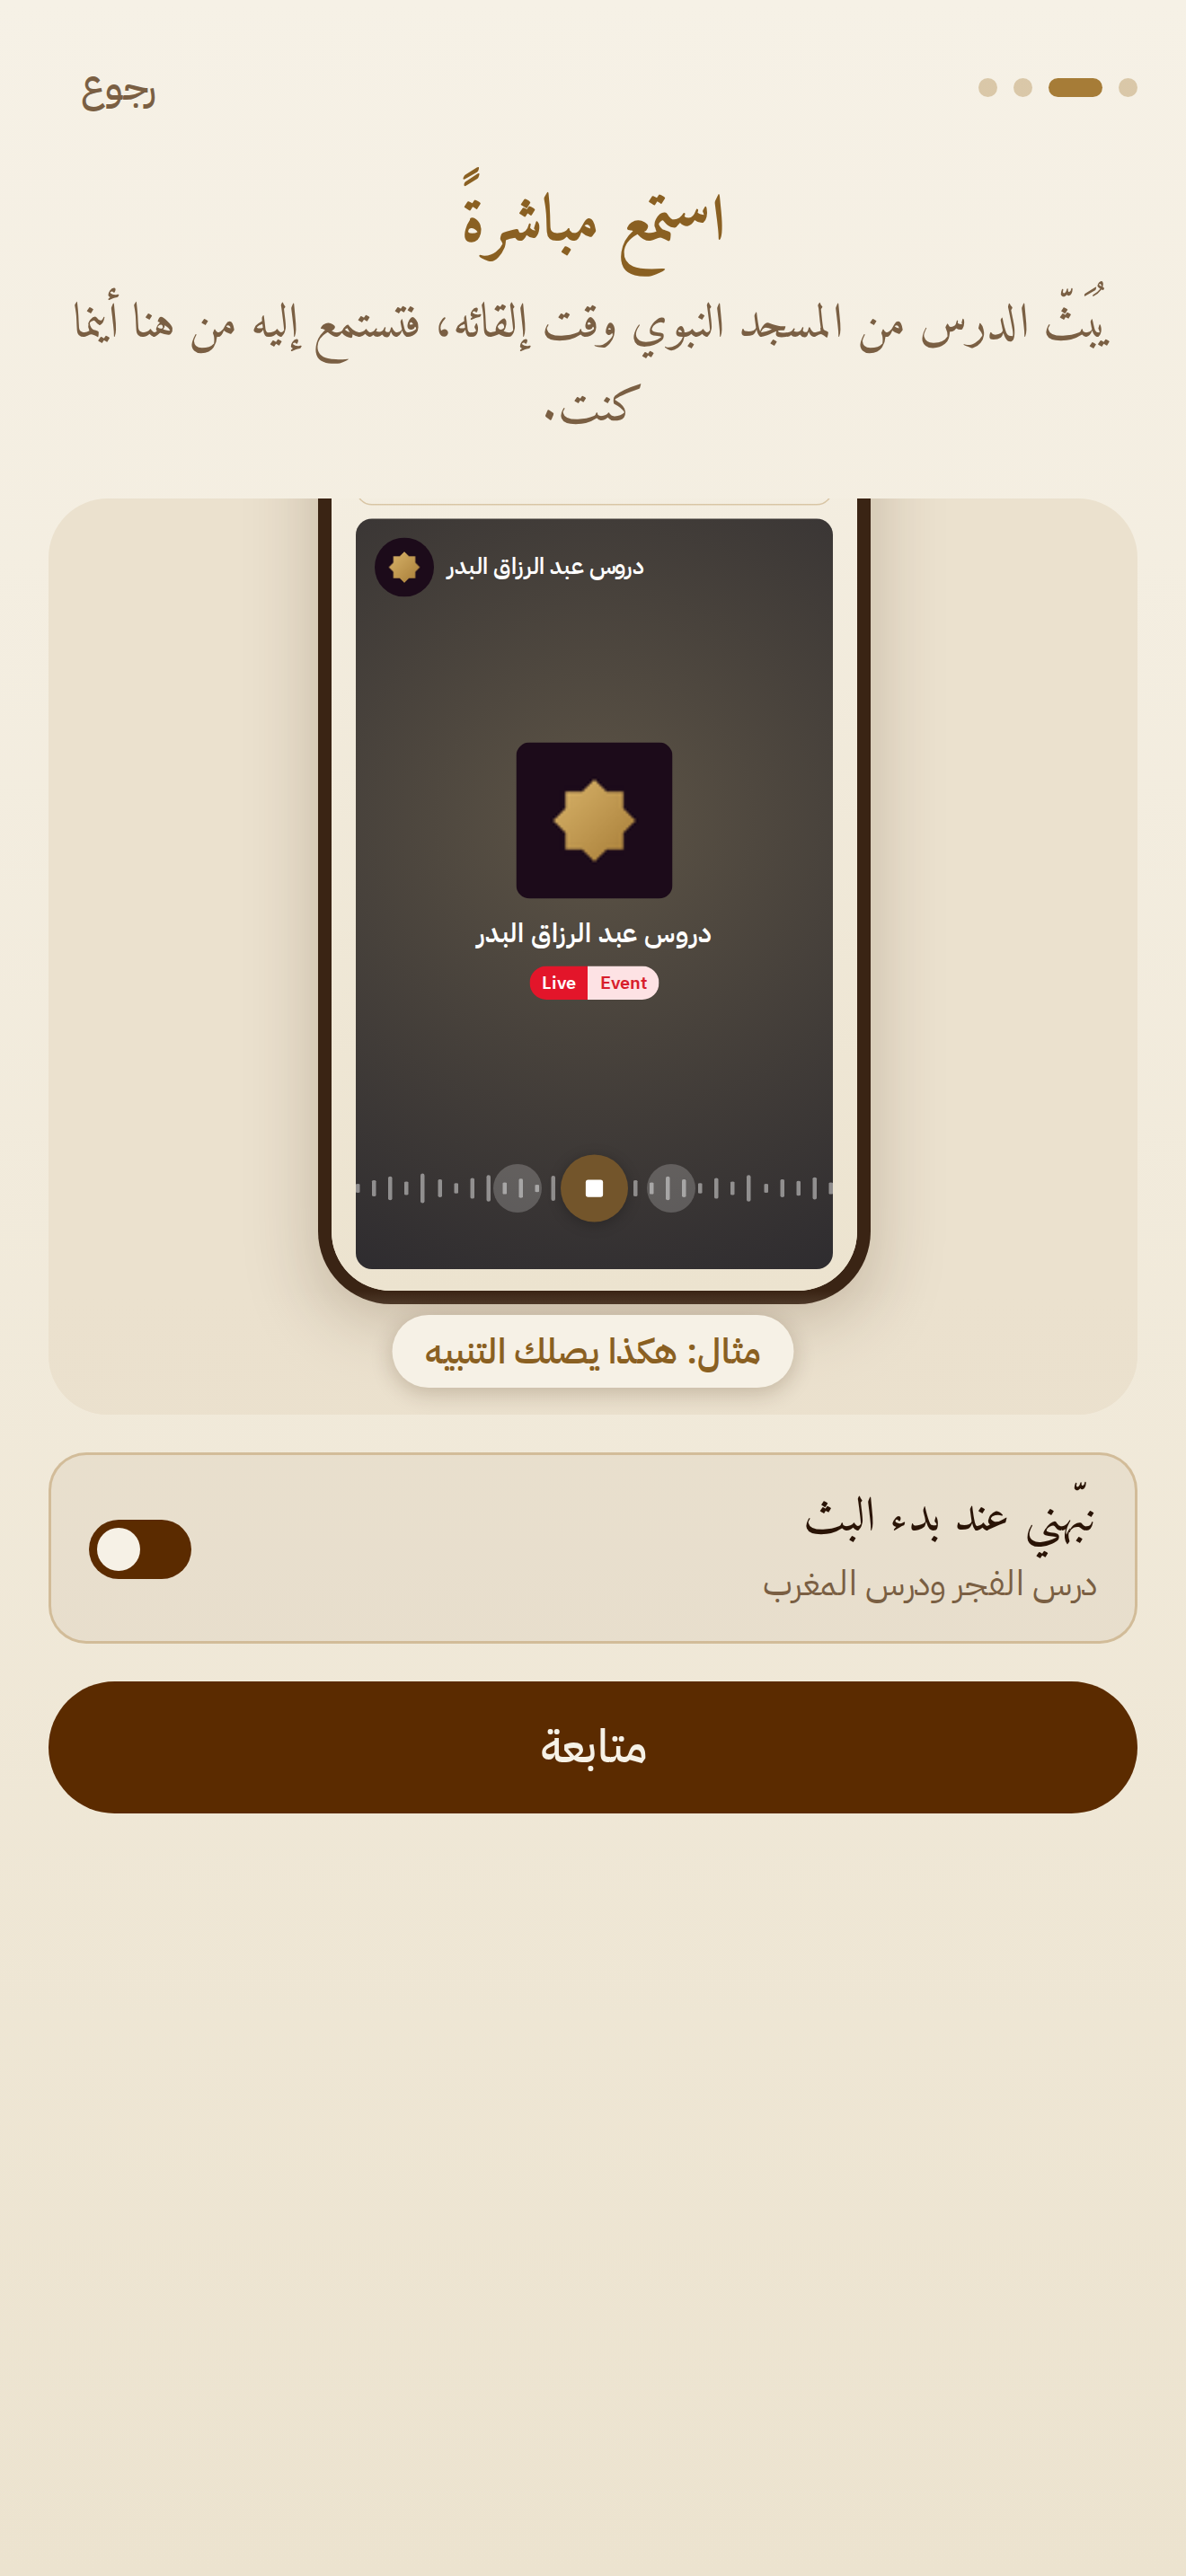 رجوع
استمع مباشرةً
يُبَثّ الدرس من المسجد النبوي وقت إلقائه، فتستمع إليه من هنا أينما
كنت.
دروس عبد الرزاق البدر
دروس عبد الرزاق البدر
Live Event
مثال: هكذا يصلك التنبيه
نبّهني عند بدء البث
درس الفجر ودرس المغرب
متابعة